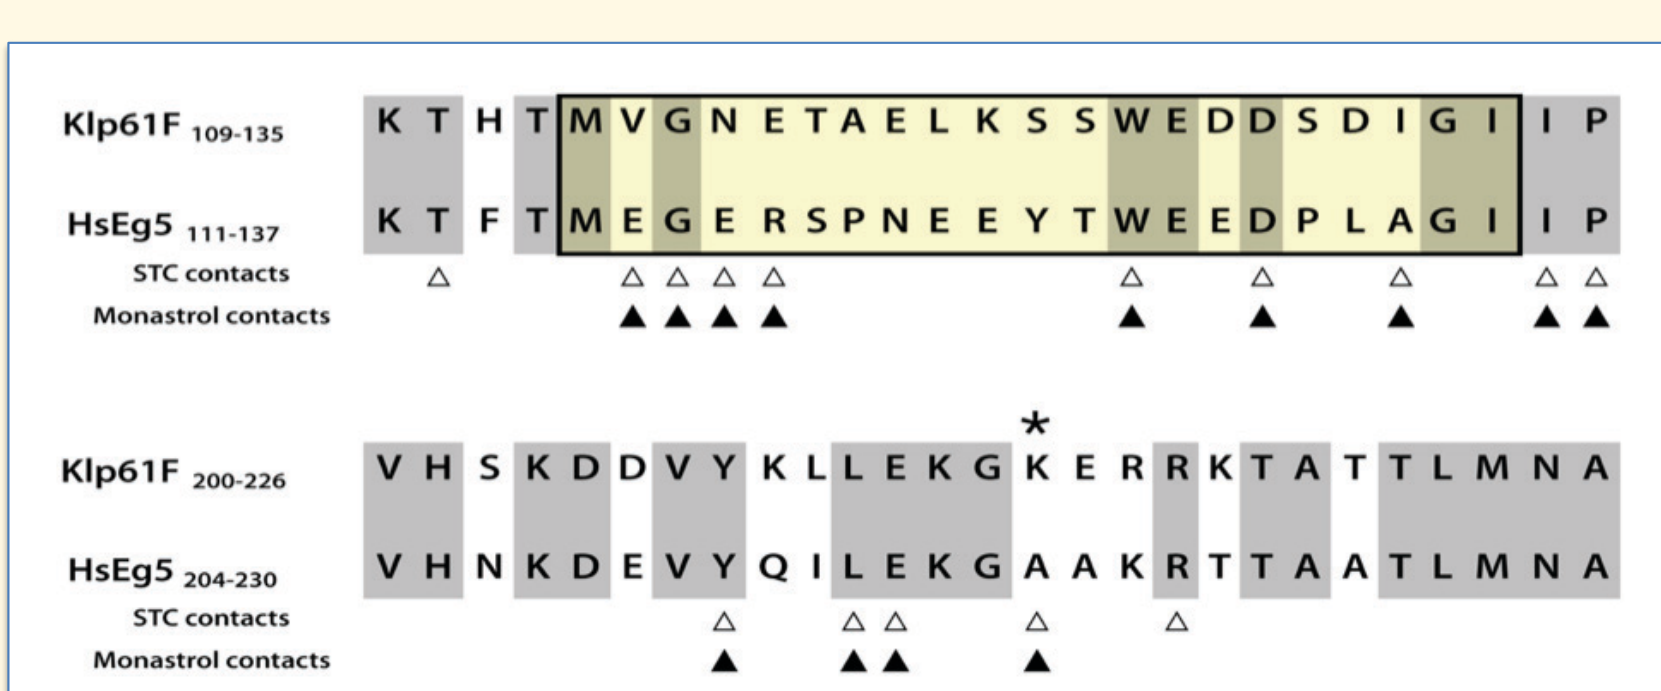 Klp61F 109-135 K T H T M V G N E T A E L K S S W E D D S D I G I I P
HsEg5 111-137 K T F T M E G E R S P N E E Y T W E E D P L A G I I P
STC contacts △ △ △ △ △ △ △ △ △ △
Monastrol contacts ▲ ▲ ▲ ▲ ▲ ▲ ▲ ▲ ▲
*
Klp61F 200-226 V H S K D D V Y K L L E K G K E R R K T A T T L M N A
HsEg5 204-230 V H N K D E V Y Q I L E K G A A K R T T A A T L M N A
STC contacts △ △ △ △ △
Monastrol contacts ▲ ▲ ▲ ▲